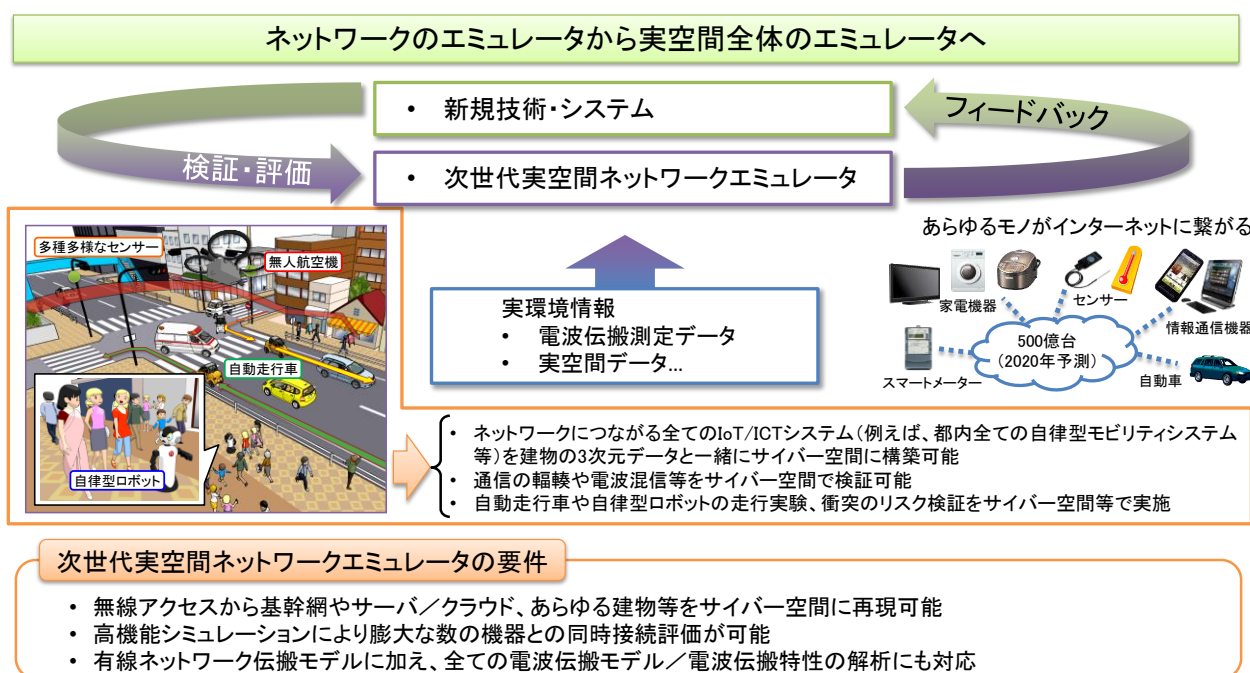 ネットワークのエミュレータから実空間全体のエミュレータへ
• 新規技術・システム
フィードバック
検証・評価
• 次世代実空間ネットワークエミュレータ
多種多様なセンサー
無人航空機
自動走行車
自律型ロボット
実環境情報
• 電波伝搬測定データ
• 実空間データ…
あらゆるモノがインターネットに繋がる
家電機器
センサー
情報通信機器
500億台
(2020年予測)
スマートメーター
自動車
• ネットワークにつながる全てのIoT/ICTシステム(例えば、都内全ての自律型モビリティシステム
等)を建物の3次元データと一緒にサイバー空間に構築可能
• 通信の輻輳や電波混信等をサイバー空間で検証可能
• 自動走行車や自律型ロボットの走行実験、衝突のリスク検証をサイバー空間等で実施
次世代実空間ネットワークエミュレータの要件
• 無線アクセスから基幹網やサーバ/クラウド、あらゆる建物等をサイバー空間に再現可能
• 高機能シミュレーションにより膨大な数の機器との同時接続評価が可能
• 有線ネットワーク伝搬モデルに加え、全ての電波伝搬モデル/電波伝搬特性の解析にも対応